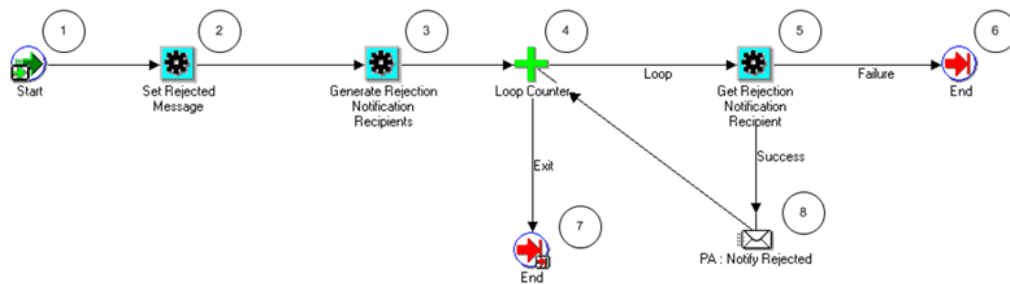 1
2
3
4
5
6
Start
Set Rejected
Message
Generate Rejection
Notification
Recipients
Loop Counter
Loop
Get Rejection
Notification
Recipient
Failure
End
Exit
Success
7
8
End
PA : Notify Rejected